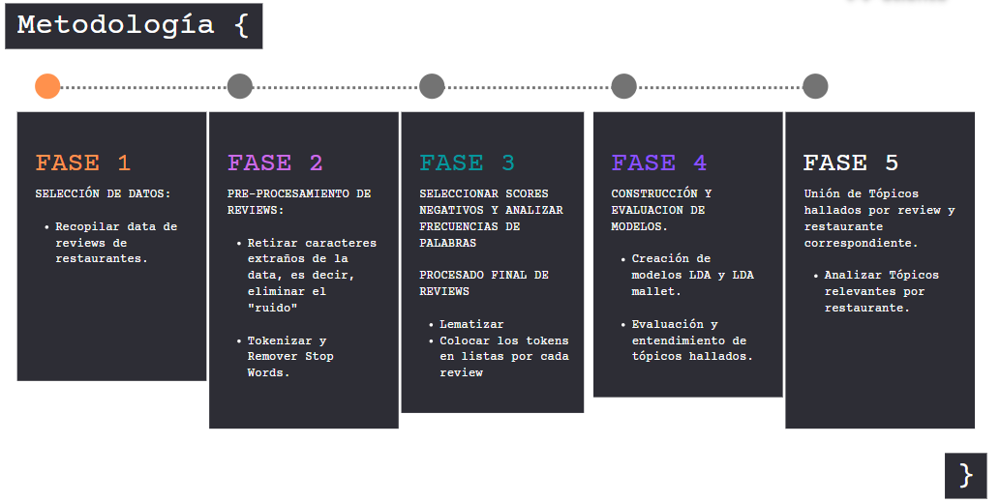 Metodología {
FASE 1
SELECCIÓN DE DATOS:
• Recopilar data de
reviews de
restaurantes.
FASE 2
PRE-PROCESAMIENTO DE
REVIEWS:
• Retirar caracteres
extraños de la
data, es decir,
eliminar el
"ruido"
• Tokenizar y
Remover Stop
Words.
FASE 3
SELECCIONAR SCORES
NEGATIVOS Y ANALIZAR
FRECUENCIAS DE
PALABRAS
PROCESADO FINAL DE
REVIEWS
• Lematizar
• Colocar los tokens
en listas por cada
review
FASE 4
CONSTRUCCIÓN Y
EVALUACION DE
MODELOS.
• Creación de
modelos LDA y LDA
mallet.
• Evaluación y
entendimiento de
tópicos hallados.
FASE 5
Unión de Tópicos
hallados por review y
restaurante
correspondiente.
• Analizar Tópicos
relevantes por
restaurante.
}